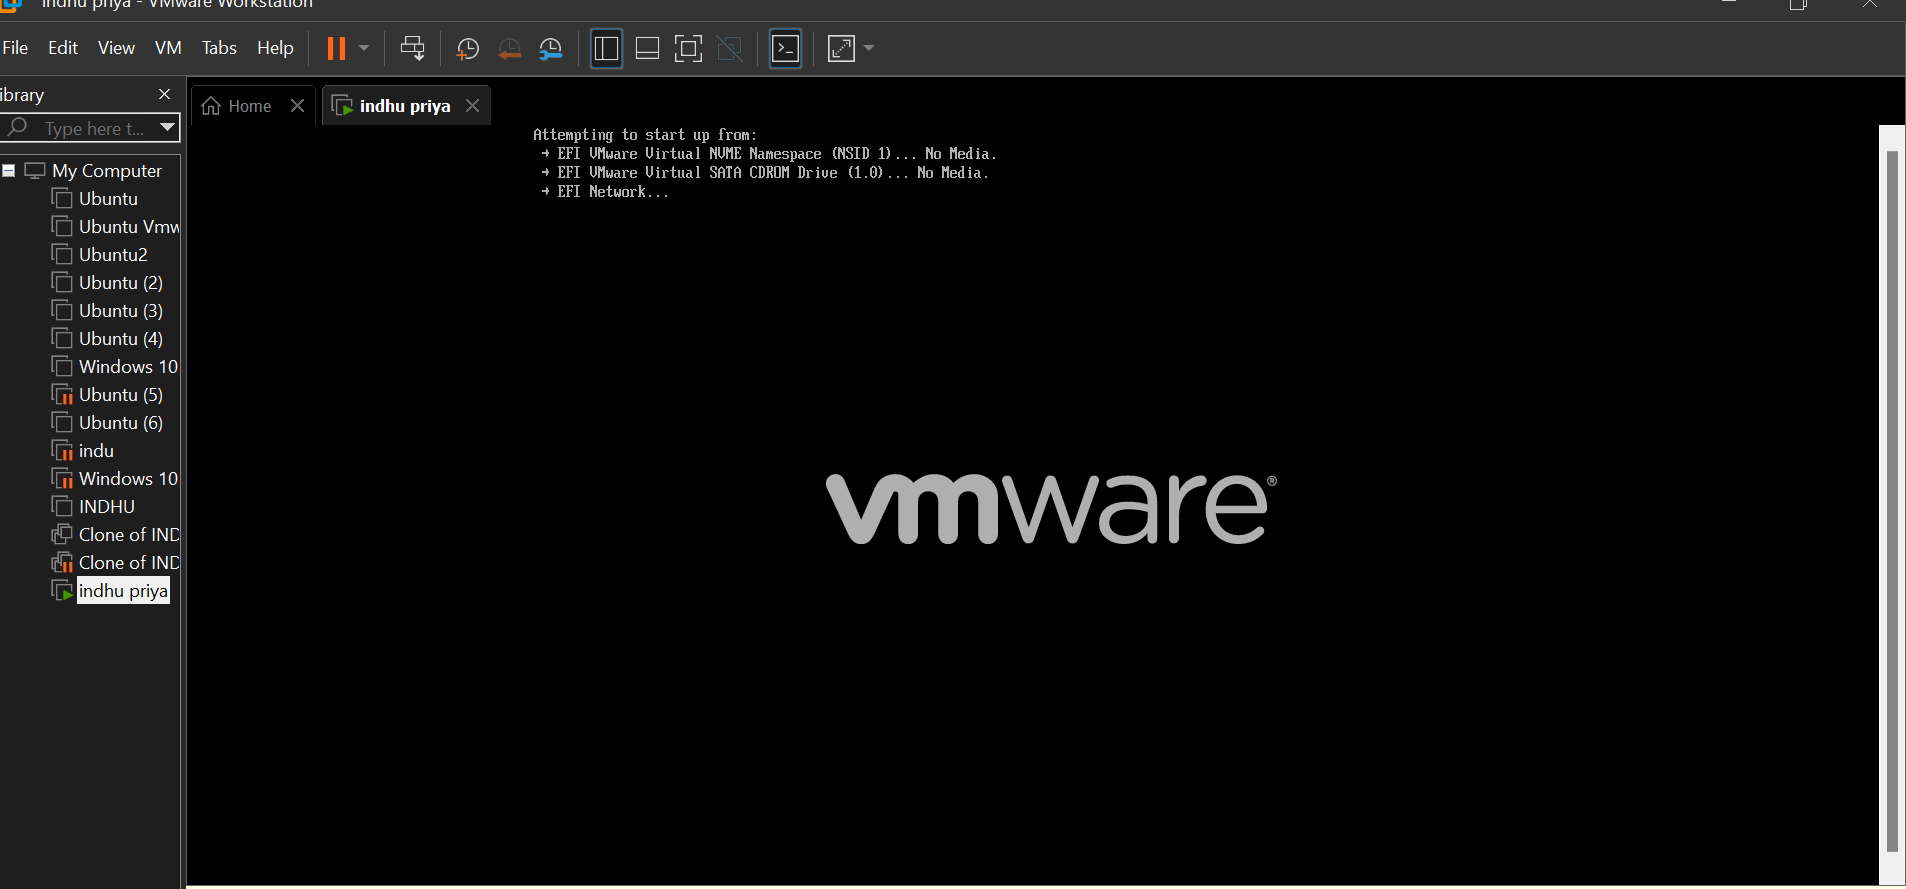 indhu priya - VMware Workstation
File Edit View VM Tabs Help
ibrary
Home
indhu priya
Type here t...
Attempting to start up from:
→ EFI VMware Virtual NVME Namespace (NSID 1)... No Media.
→ EFI VMware Virtual SATA CDROM Drive (1.0)... No Media.
→ EFI Network...
My Computer
Ubuntu
Ubuntu Vmw
Ubuntu2
Ubuntu (2)
Ubuntu (3)
Ubuntu (4)
Windows 10
Ubuntu (5)
Ubuntu (6)
indu
Windows 10
INDHU
Clone of IND
Clone of IND
indhu priya
vmware®